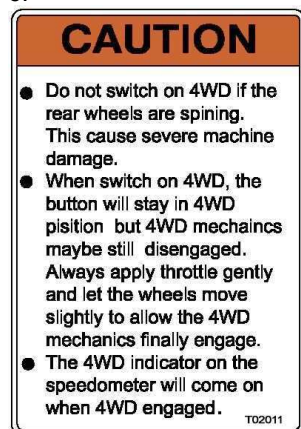 CAUTION
● Do not switch on 4WD if the
rear wheels are spining.
This cause severe machine
damage.
● When switch on 4WD, the
button will stay in 4WD
pisition but 4WD mechaincs
maybe still disengaged.
Always apply throttle gently
and let the wheels move
slightly to allow the 4WD
mechanics finally engage.
● The 4WD indicator on the
speedometer will come on
when 4WD engaged.
T02011